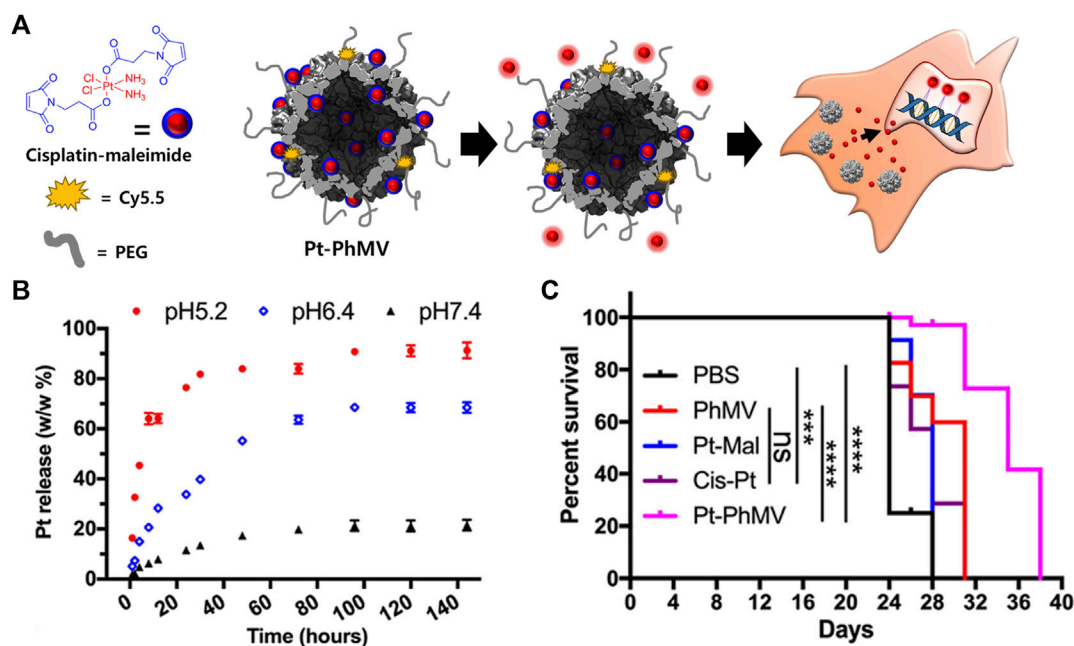 A
O
O
N
O
Cl
Cl
Pt
NH₃
NH₃
O
O
N
O
O
=
Cisplatin-maleimide
= Cy5.5
= PEG
Pt-PhMV
B
pH5.2 pH6.4 pH7.4
Pt release (w/w %)
100
80
60
40
20
0
0 20 40 60 80 100 120 140
Time (hours)
C
Percent survival
100
80
60
40
20
0
PBS
PhMV
Pt-Mal
Cis-Pt
Pt-PhMV
ns
***
****
****
0 4 8 12 16 20 24 28 32 36 40
Days